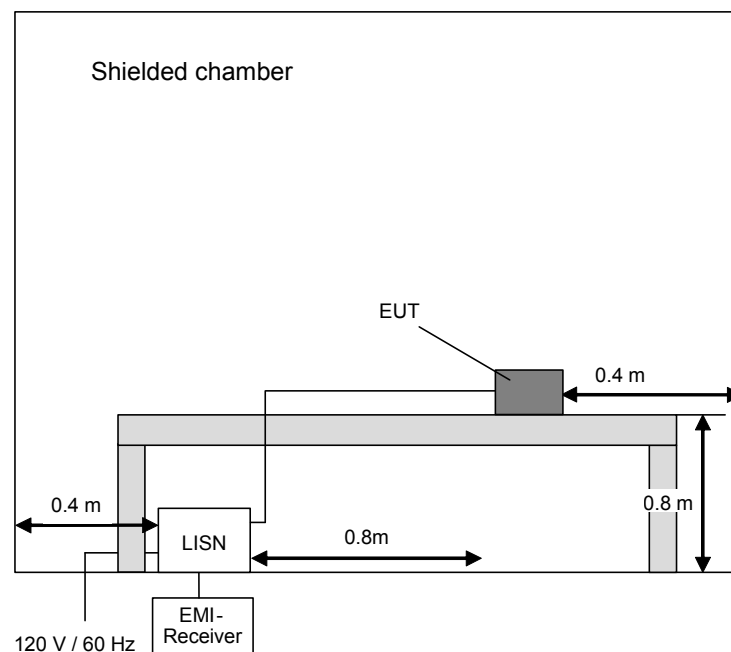 Shielded chamber
EUT
0.4 m
0.4 m
0.8 m
LISN
0.8m
EMI-
Receiver
120 V / 60 Hz